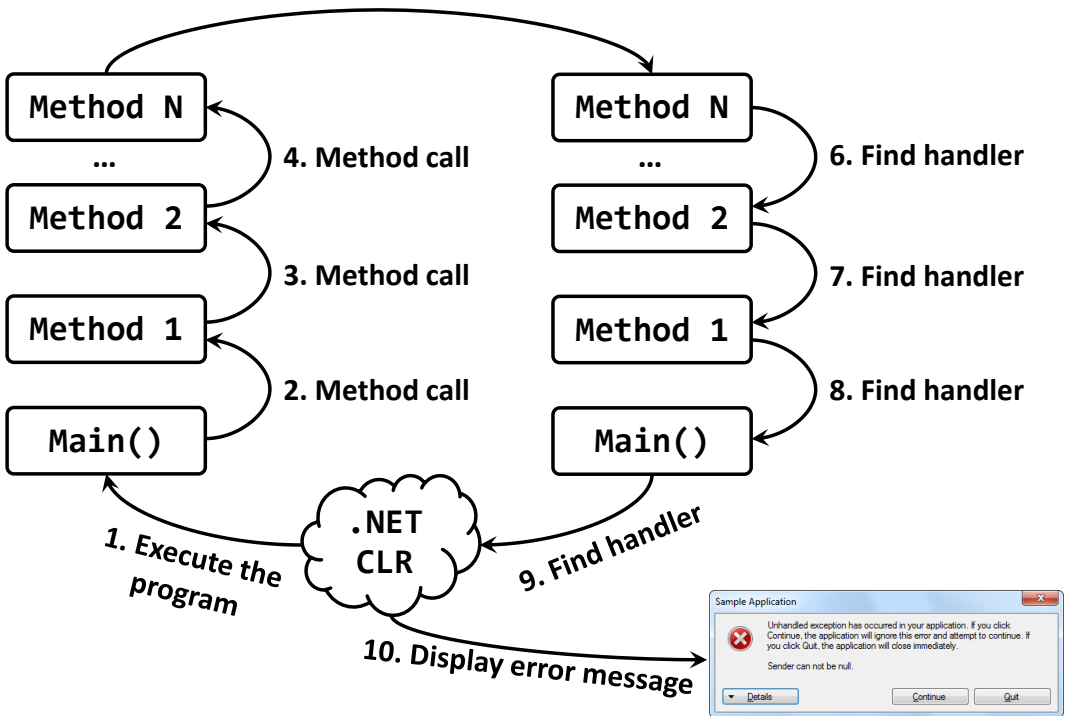 Method N
...
4. Method call
Method 2
3. Method call
Method 1
2. Method call
Main()
1. Execute the
program
.NET
CLR
Method N
...
6. Find handler
Method 2
7. Find handler
Method 1
8. Find handler
Main()
9. Find handler
10. Display error message
Sample Application
Unhandled exception has occurred in your application. If you click
Continue, the application will ignore this error and attempt to continue. If
you click Quit, the application will close immediately.
Sender can not be null.
Details
Continue
Quit